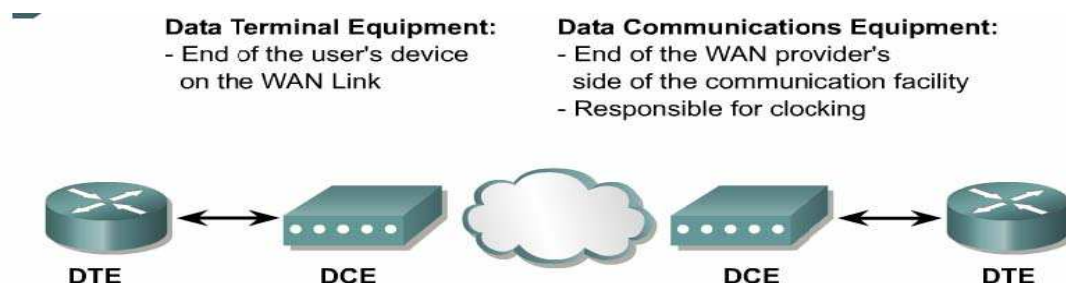 Data Terminal Equipment:
- End of the user's device
on the WAN Link
Data Communications Equipment:
- End of the WAN provider's
side of the communication facility
- Responsible for clocking
DTE
DCE
DCE
DTE